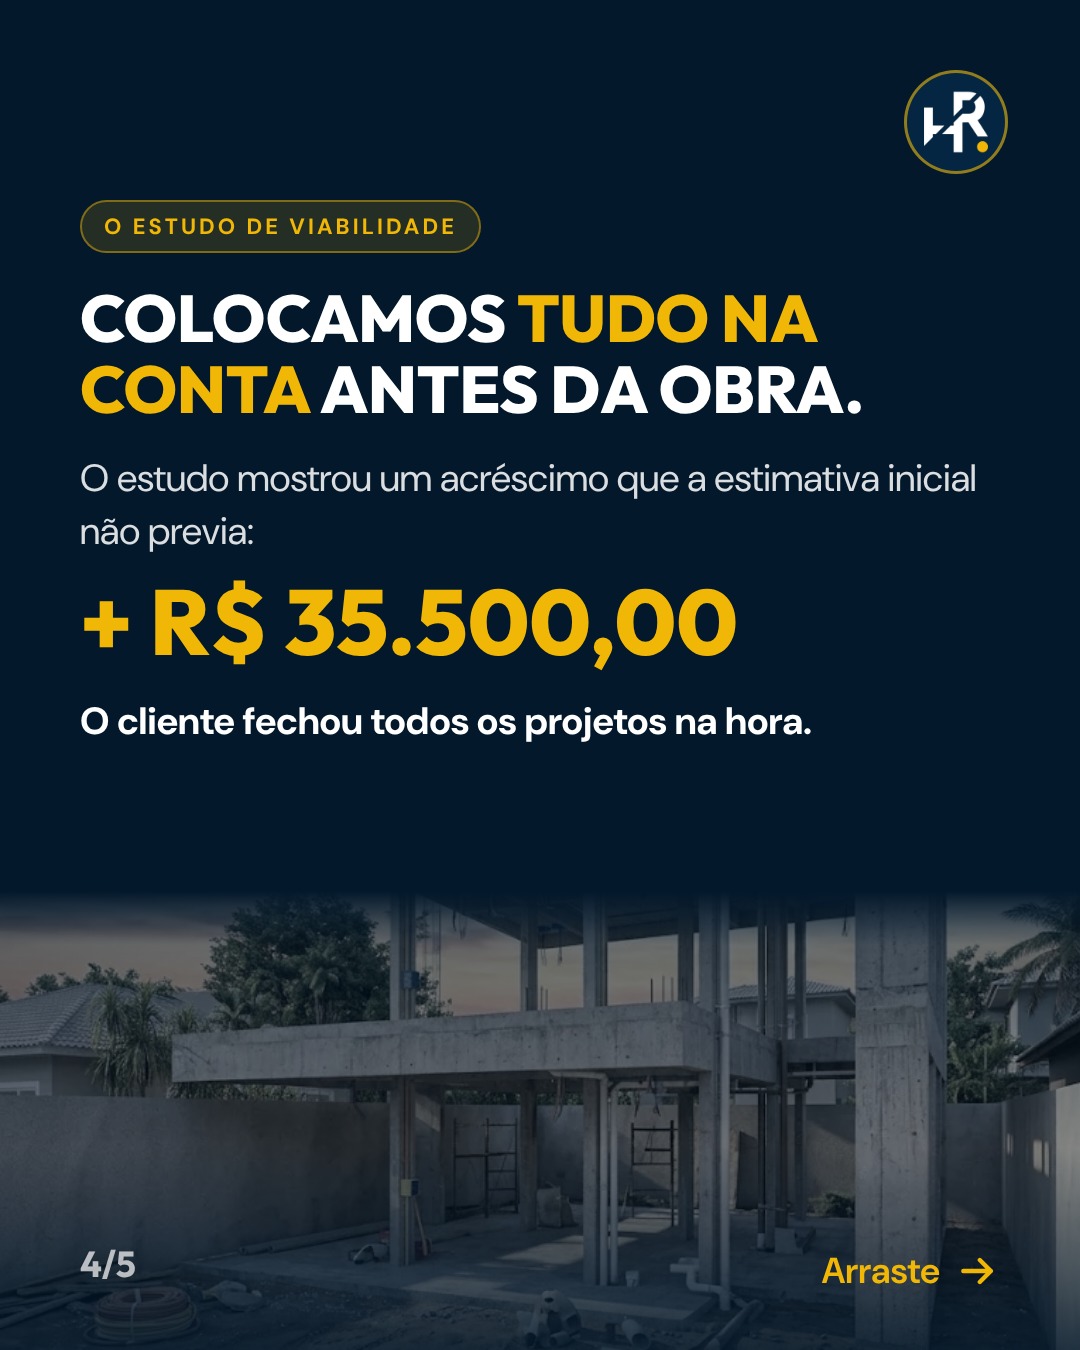 HR.
O ESTUDO DE VIABILIDADE
COLOCAMOS TUDO NA
CONTA ANTES DA OBRA.
O estudo mostrou um acréscimo que a estimativa inicial
não previa:
+ R$ 35.500,00
O cliente fechou todos os projetos na hora.
4/5
Arraste →